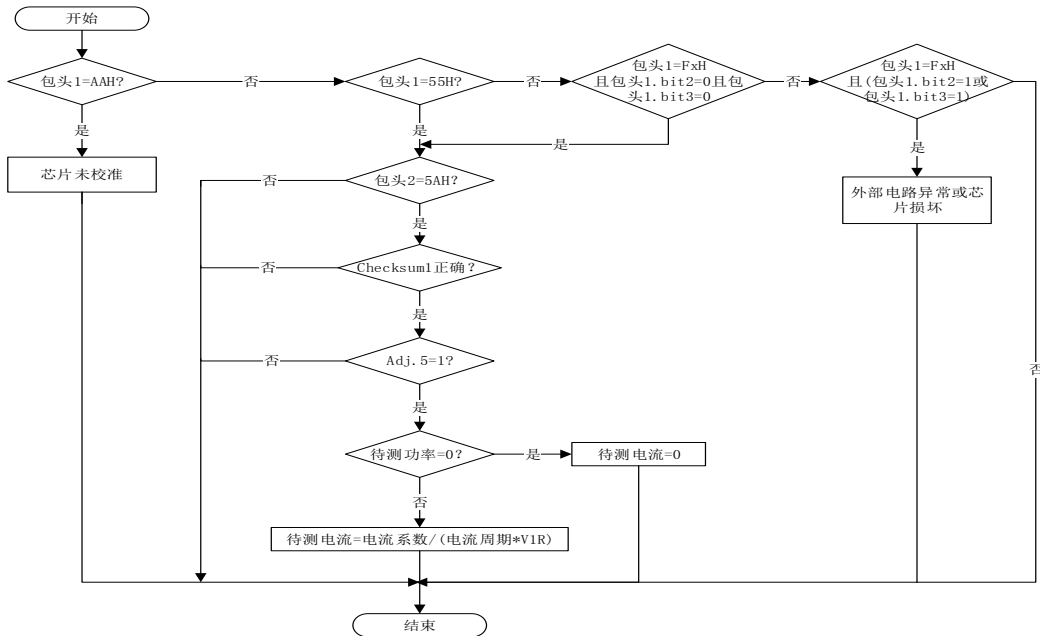 开始
包头1=AAH?
否
包头1=55H?
否
包头1=FxH
且包头1.bit2=0且包
头1.bit3=0
否
包头1=FxH
且(包头1.bit2=1或
包头1.bit3=1)
是
是
是
是
芯片未校准
否
包头2=5AH?
外部电路异常或芯
片损坏
是
否
Checksum1正确?
是
否
Adj.5=1?
否
是
待测功率=0?
是
待测电流=0
否
待测电流=电流系数/(电流周期*V1R)
结束